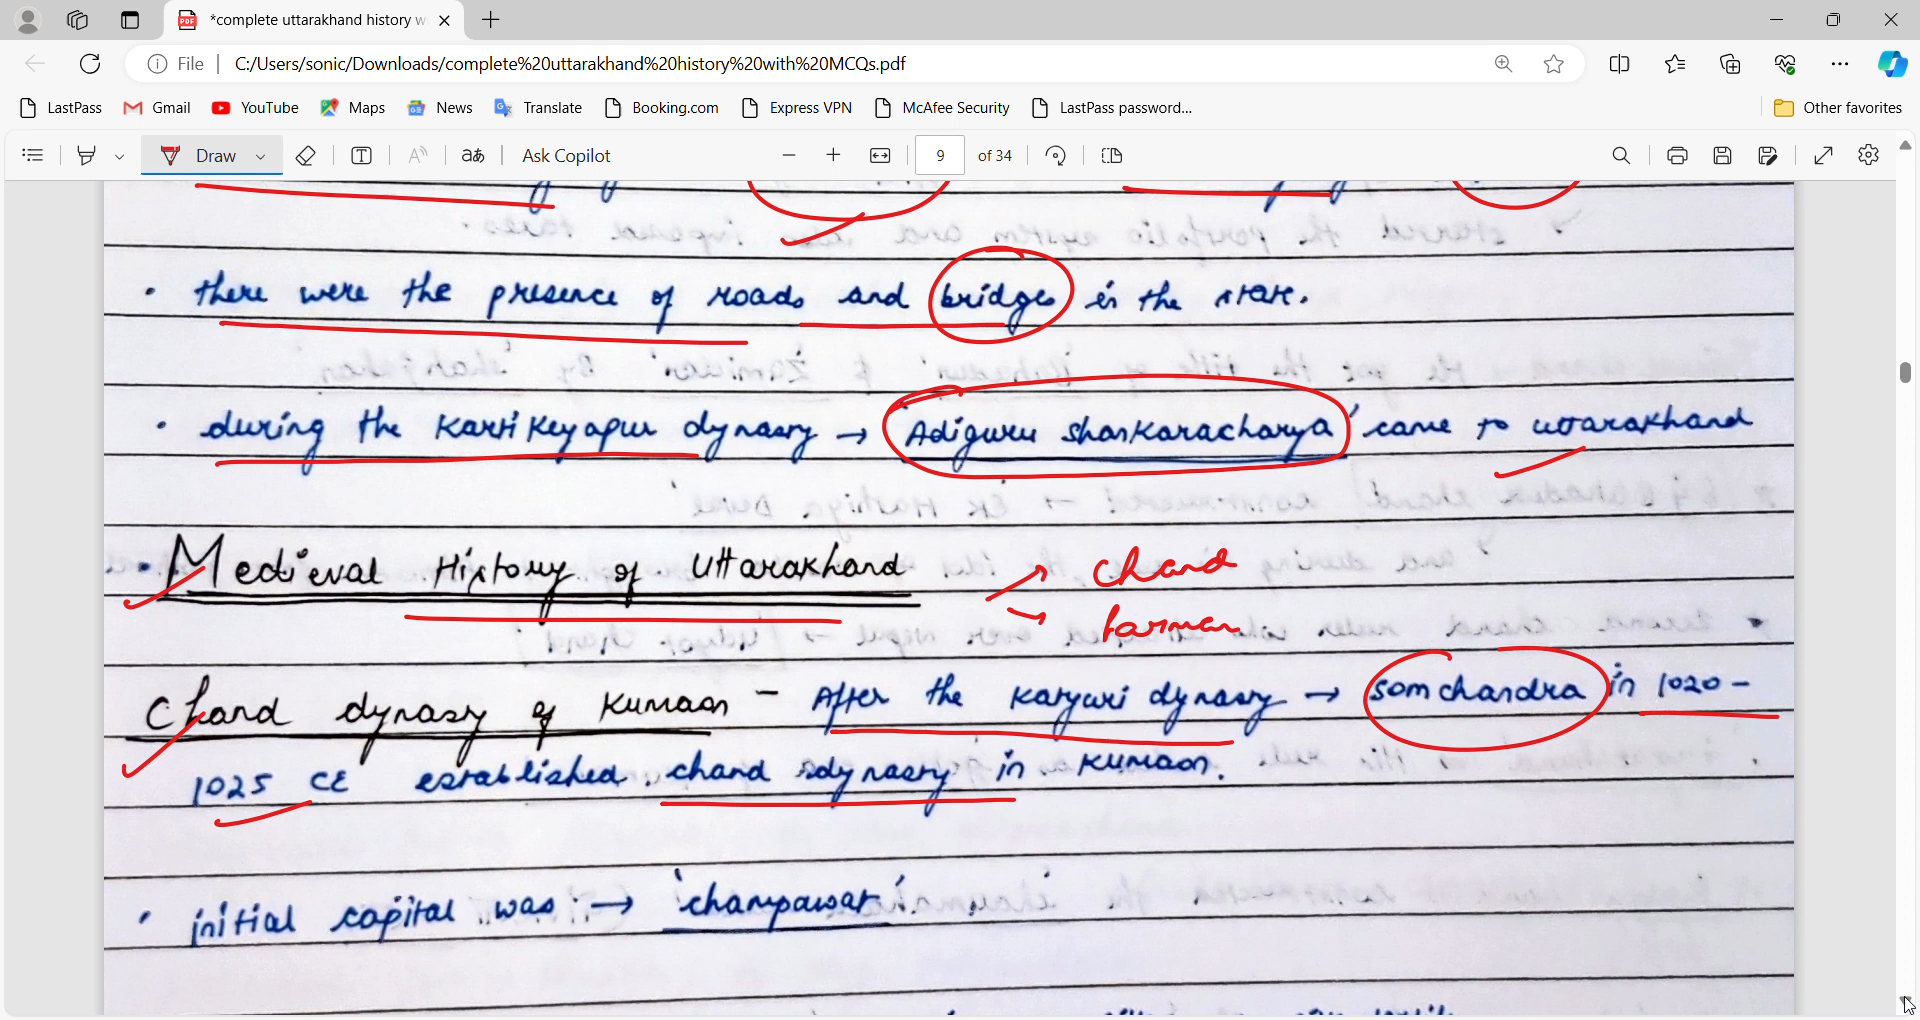 *complete uttarakhand history w
File C:/Users/sonic/Downloads/complete%20uttarakhand%20history%20with%20MCQs.pdf
LastPass Gmail YouTube Maps News Translate Booking.com Express VPN McAfee Security LastPass password... Other favorites
Draw Ask Copilot 9 of 34
• there were the presence of roads and bridges in the state.
• during the Kartikeyapur dynasty → 'Adiguru shankaracharya' came to uttarakhand
• Medieval History of Uttarakhand → chand
→ Parmar
Chand dynasty of Kumaon - After the Katyuri dynasty → somchandra in 1020 -
1025 CE established chand dynasty in Kumaon.
• initial capital was → 'champawat'.